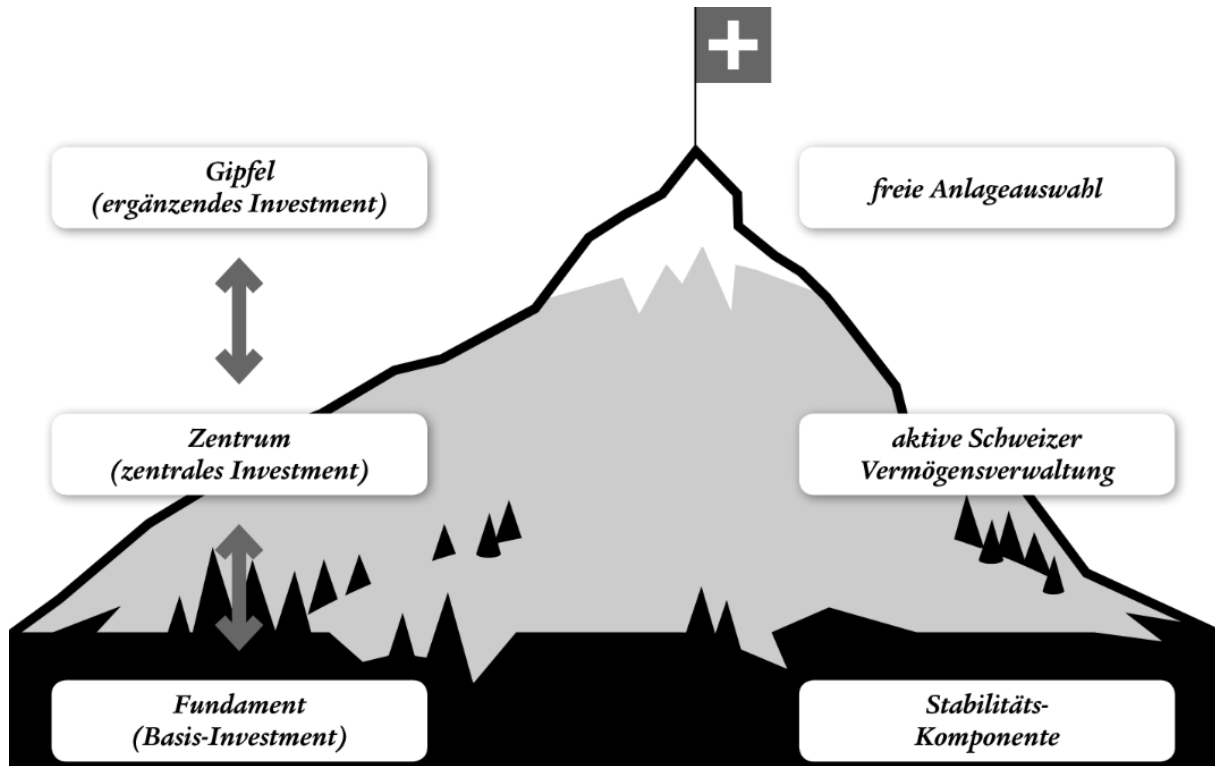 Gipfel
(ergänzendes Investment)
freie Anlageauswahl
Zentrum
(zentrales Investment)
aktive Schweizer
Vermögensverwaltung
Fundament
(Basis-Investment)
Stabilitäts-
Komponente